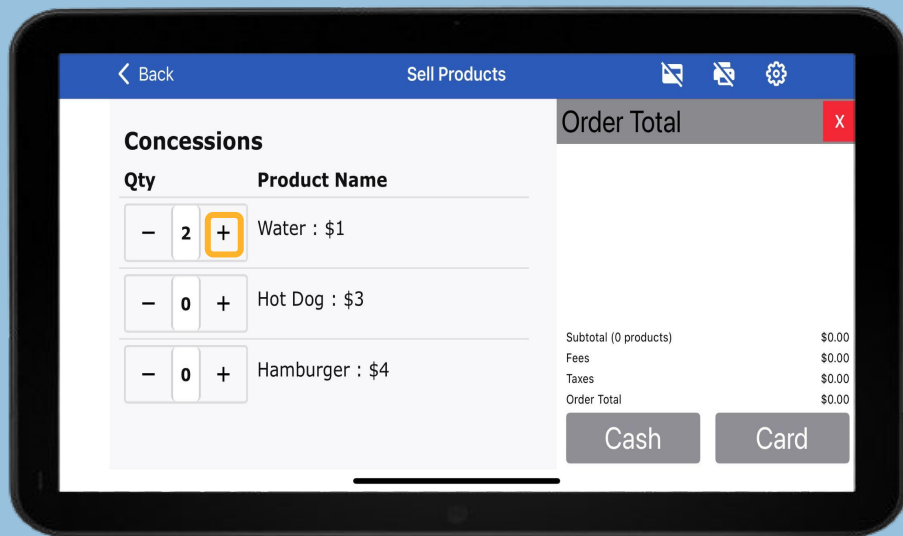 Back Sell Products
Concessions
Qty Product Name
− 2 + Water : $1
− 0 + Hot Dog : $3
− 0 + Hamburger : $4
Order Total X
Subtotal (0 products) $0.00
Fees $0.00
Taxes $0.00
Order Total $0.00
Cash Card